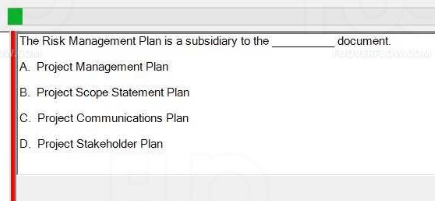 The Risk Management Plan is a subsidiary to the __________ document.
A. Project Management Plan
B. Project Scope Statement Plan
C. Project Communications Plan
D. Project Stakeholder Plan